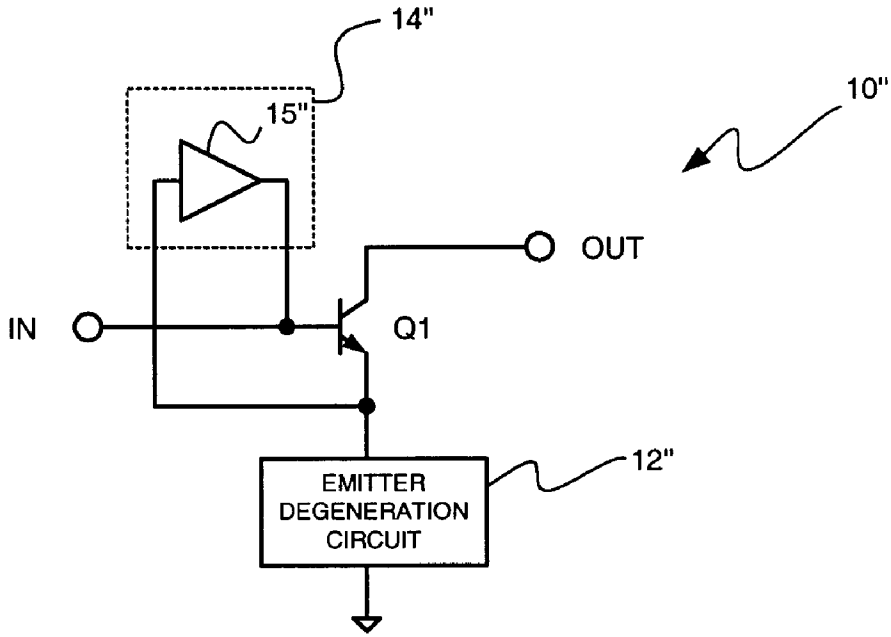 14"
10"
15"
OUT
IN
Q1
12"
EMITTER
DEGENERATION
CIRCUIT